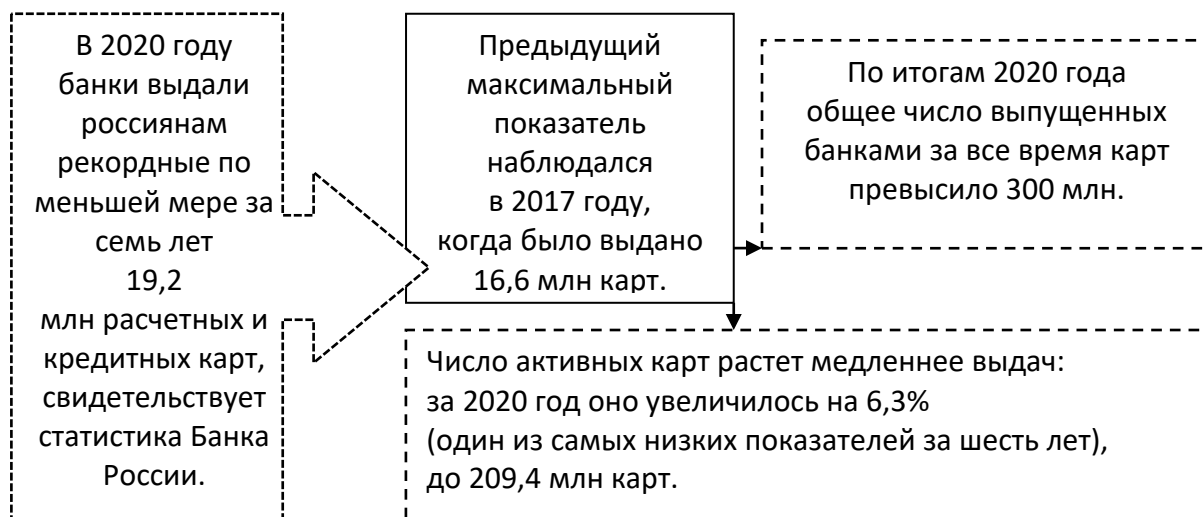 В 2020 году
банки выдали
россиянам
рекордные по
меньшей мере за
семь лет
19,2
млн расчетных и
кредитных карт,
свидетельствует
статистика Банка
России.
Предыдущий
максимальный
показатель
наблюдался
в 2017 году,
когда было выдано
16,6 млн карт.
По итогам 2020 года
общее число выпущенных
банками за все время карт
превысило 300 млн.
Число активных карт растет медленнее выдач:
за 2020 год оно увеличилось на 6,3%
(один из самых низких показателей за шесть лет),
до 209,4 млн карт.